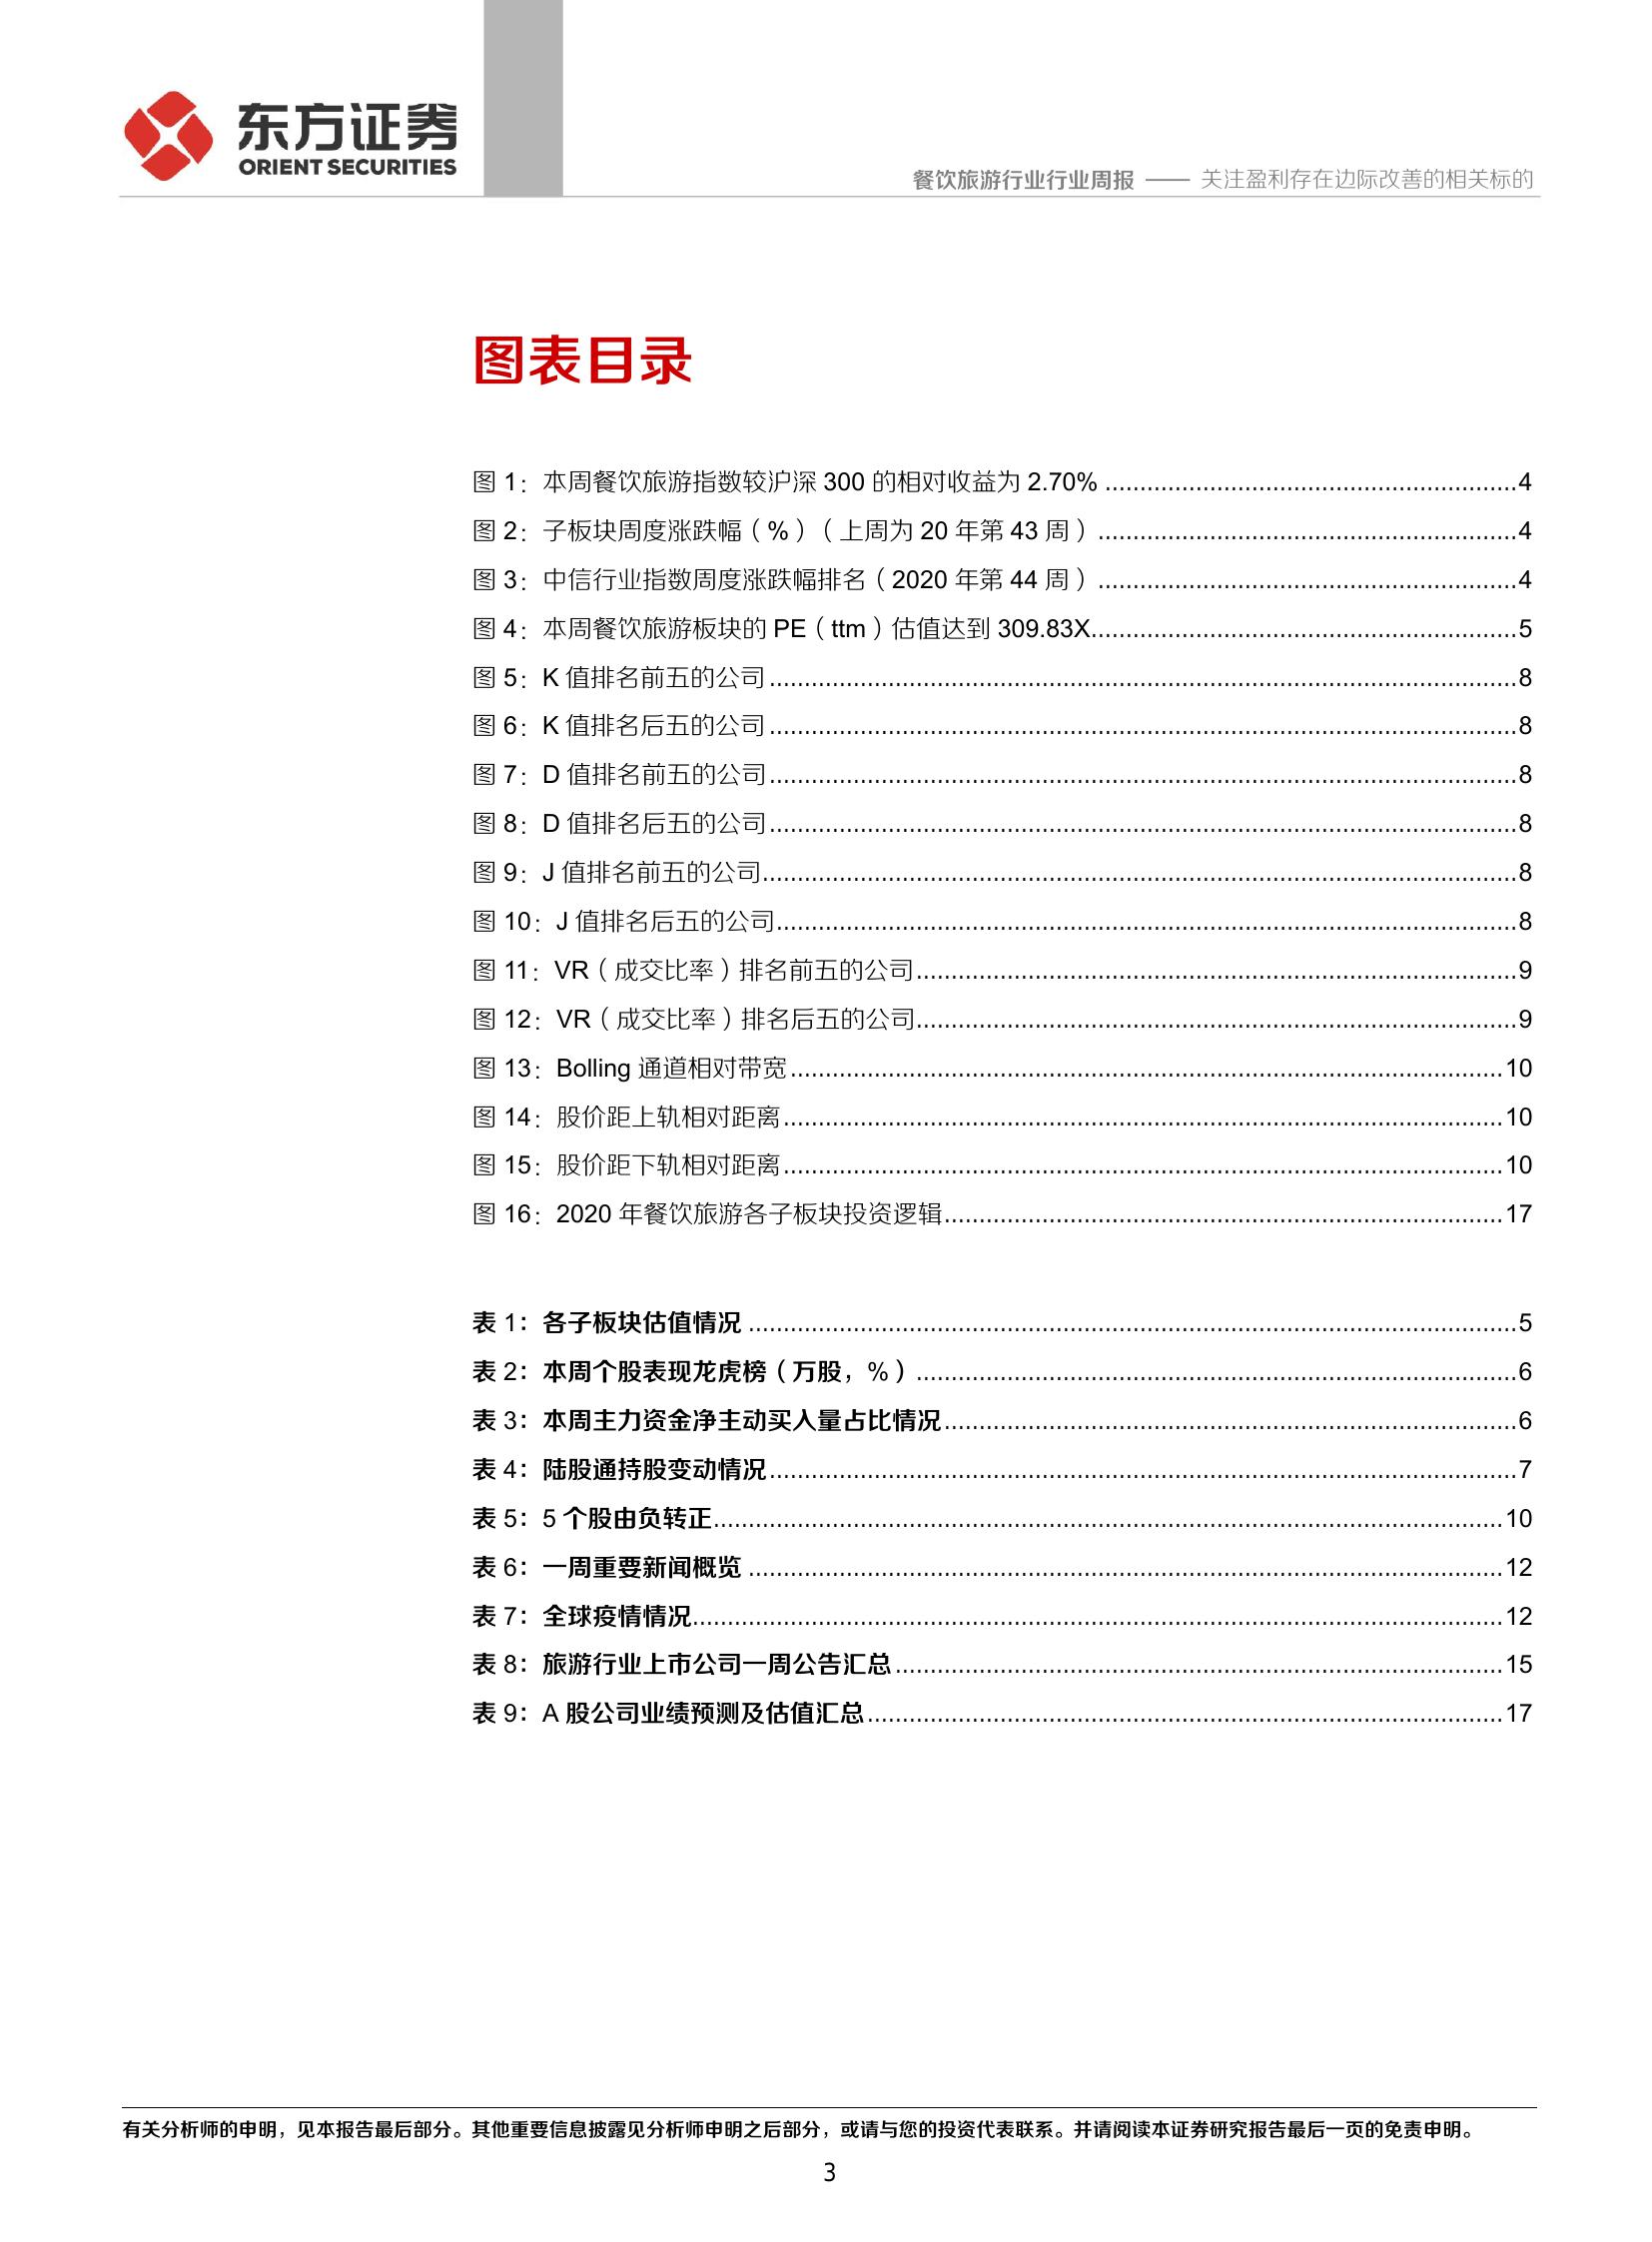 东方证券
ORIENT SECURITIES
餐饮旅游行业行业周报 —— 关注盈利存在边际改善的相关标的
图表目录
图 1：本周餐饮旅游指数较沪深 300 的相对收益为 2.70% ........................................................4
图 2：子板块周度涨跌幅（%）（上周为 20 年第 43 周）........................................................4
图 3：中信行业指数周度涨跌幅排名（2020 年第 44 周）........................................................4
图 4：本周餐饮旅游板块的 PE（ttm）估值达到 309.83X........................................................5
图 5：K 值排名前五的公司........................................................8
图 6：K 值排名后五的公司........................................................8
图 7：D 值排名前五的公司........................................................8
图 8：D 值排名后五的公司........................................................8
图 9：J 值排名前五的公司........................................................8
图 10：J 值排名后五的公司........................................................8
图 11：VR（成交比率）排名前五的公司........................................................9
图 12：VR（成交比率）排名后五的公司........................................................9
图 13：Bolling 通道相对带宽........................................................10
图 14：股价距上轨相对距离........................................................10
图 15：股价距下轨相对距离........................................................10
图 16：2020 年餐饮旅游各子板块投资逻辑........................................................17
表 1：各子板块估值情况 ........................................................5
表 2：本周个股表现龙虎榜（万股，%）........................................................6
表 3：本周主力资金净主动买入量占比情况........................................................6
表 4：陆股通持股变动情况........................................................7
表 5：5 个股由负转正........................................................10
表 6：一周重要新闻概览 ........................................................12
表 7：全球疫情情况........................................................12
表 8：旅游行业上市公司一周公告汇总........................................................15
表 9：A 股公司业绩预测及估值汇总........................................................17
有关分析师的申明，见本报告最后部分。其他重要信息披露见分析师申明之后部分，或请与您的投资代表联系。并请阅读本证券研究报告最后一页的免责申明。
3